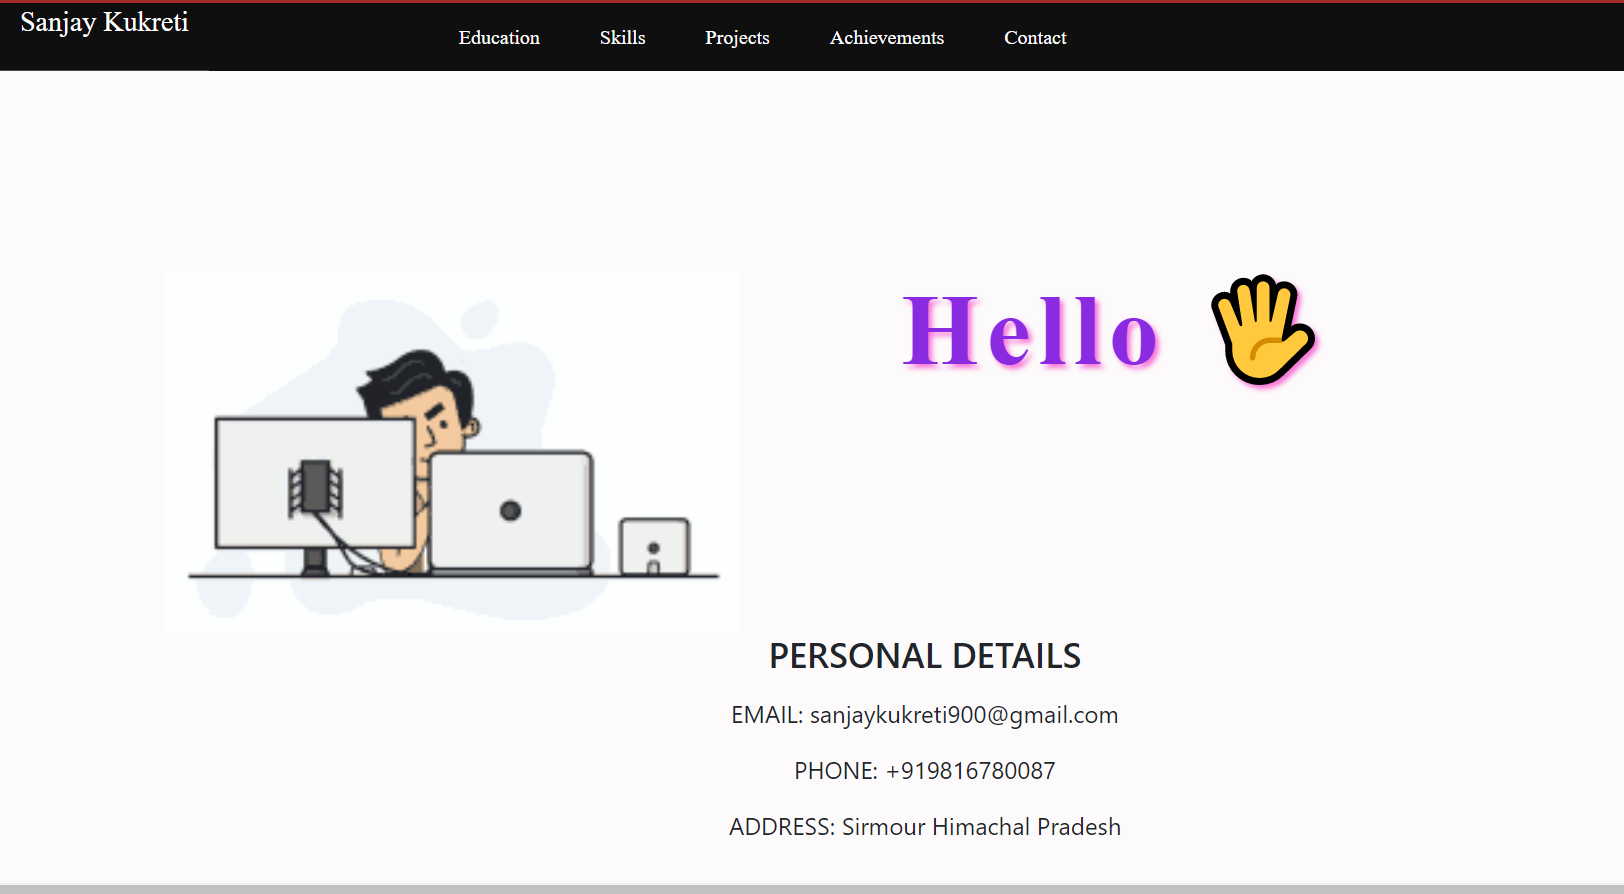 Sanjay Kukreti
Education Skills Projects Achievements Contact
Hello 🖐
PERSONAL DETAILS
EMAIL: sanjaykukreti900@gmail.com
PHONE: +919816780087
ADDRESS: Sirmour Himachal Pradesh